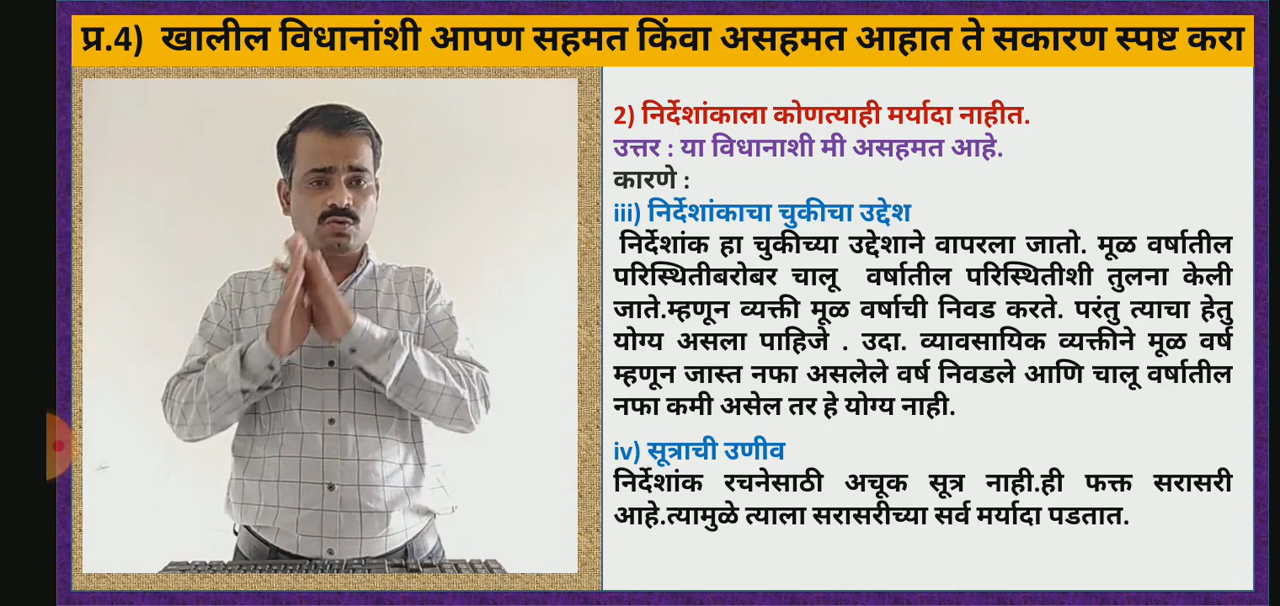 प्र.4) खालील विधानांशी आपण सहमत किंवा असहमत आहात ते सकारण स्पष्ट करा
2) निर्देशांकाला कोणत्याही मर्यादा नाहीत.
उत्तर : या विधानाशी मी असहमत आहे.
कारणे :
iii) निर्देशांकाचा चुकीचा उद्देश
निर्देशांक हा चुकीच्या उद्देशाने वापरला जातो. मूळ वर्षातील
परिस्थितीबरोबर चालू वर्षातील परिस्थितीशी तुलना केली
जाते.म्हणून व्यक्ती मूळ वर्षाची निवड करते. परंतु त्याचा हेतु
योग्य असला पाहिजे . उदा. व्यावसायिक व्यक्तीने मूळ वर्ष
म्हणून जास्त नफा असलेले वर्ष निवडले आणि चालू वर्षातील
नफा कमी असेल तर हे योग्य नाही.
iv) सूत्राची उणीव
निर्देशांक रचनेसाठी अचूक सूत्र नाही.ही फक्त सरासरी
आहे.त्यामुळे त्याला सरासरीच्या सर्व मर्यादा पडतात.